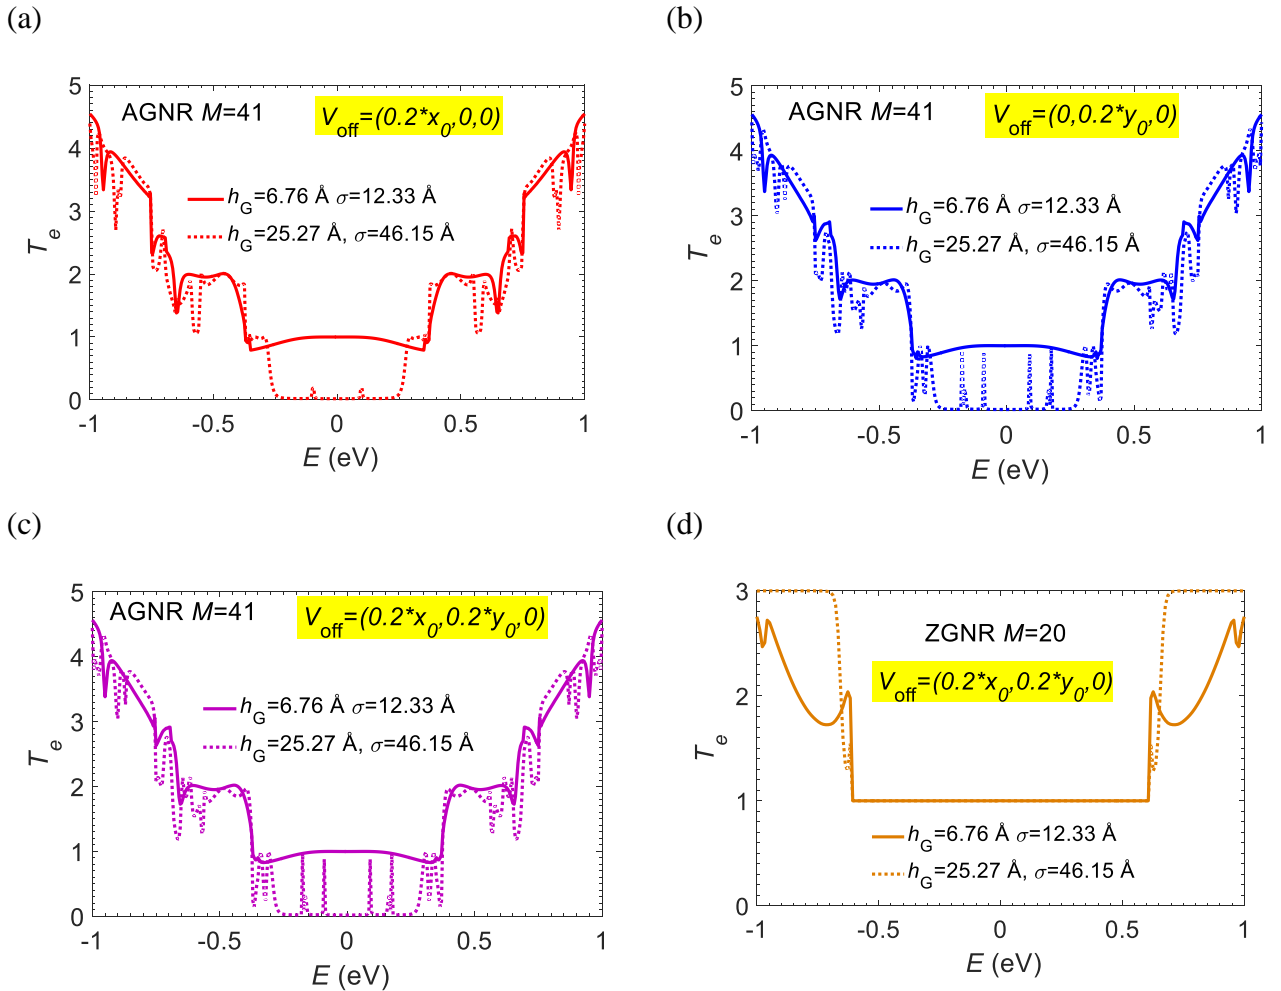 (a)
AGNR M=41
V_off=(0.2*x_0,0,0)
h_G=6.76 Å σ=12.33 Å
h_G=25.27 Å, σ=46.15 Å
T_e
5
4
3
2
1
0
-1 -0.5 0 0.5 1
E (eV)
(b)
AGNR M=41
V_off=(0,0.2*y_0,0)
h_G=6.76 Å σ=12.33 Å
h_G=25.27 Å, σ=46.15 Å
T_e
5
4
3
2
1
0
-1 -0.5 0 0.5 1
E (eV)
(c)
AGNR M=41
V_off=(0.2*x_0,0.2*y_0,0)
h_G=6.76 Å σ=12.33 Å
h_G=25.27 Å, σ=46.15 Å
T_e
5
4
3
2
1
0
-1 -0.5 0 0.5 1
E (eV)
(d)
ZGNR M=20
V_off=(0.2*x_0,0.2*y_0,0)
h_G=6.76 Å σ=12.33 Å
h_G=25.27 Å, σ=46.15 Å
T_e
3
2
1
0
-1 -0.5 0 0.5 1
E (eV)